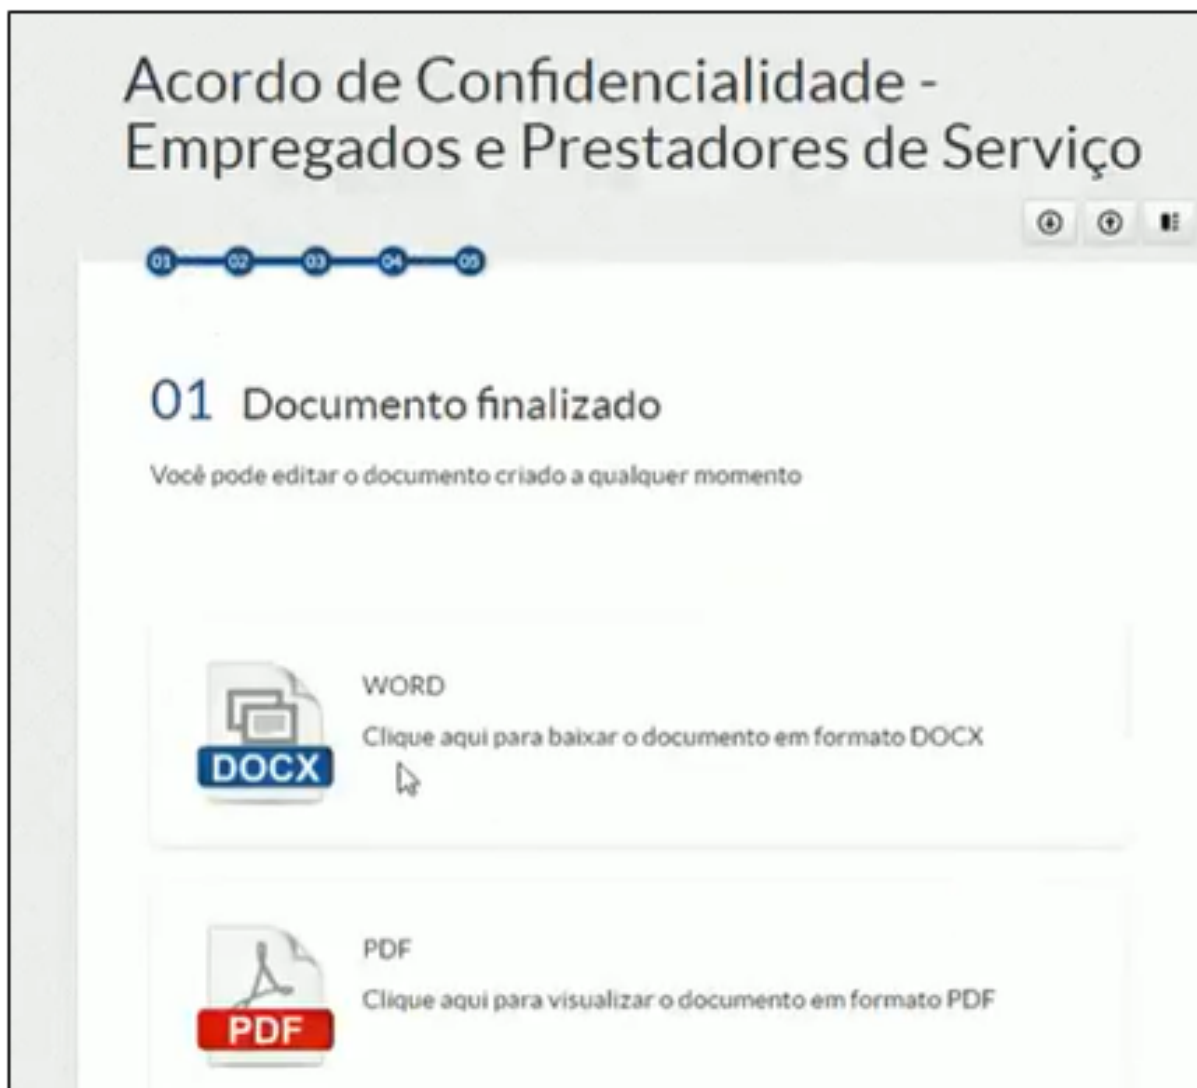 Acordo de Confidencialidade -
Empregados e Prestadores de Serviço
01 02 03 04 05
01 Documento finalizado
Você pode editar o documento criado a qualquer momento
WORD
Clique aqui para baixar o documento em formato DOCX
DOCX
PDF
Clique aqui para visualizar o documento em formato PDF
PDF